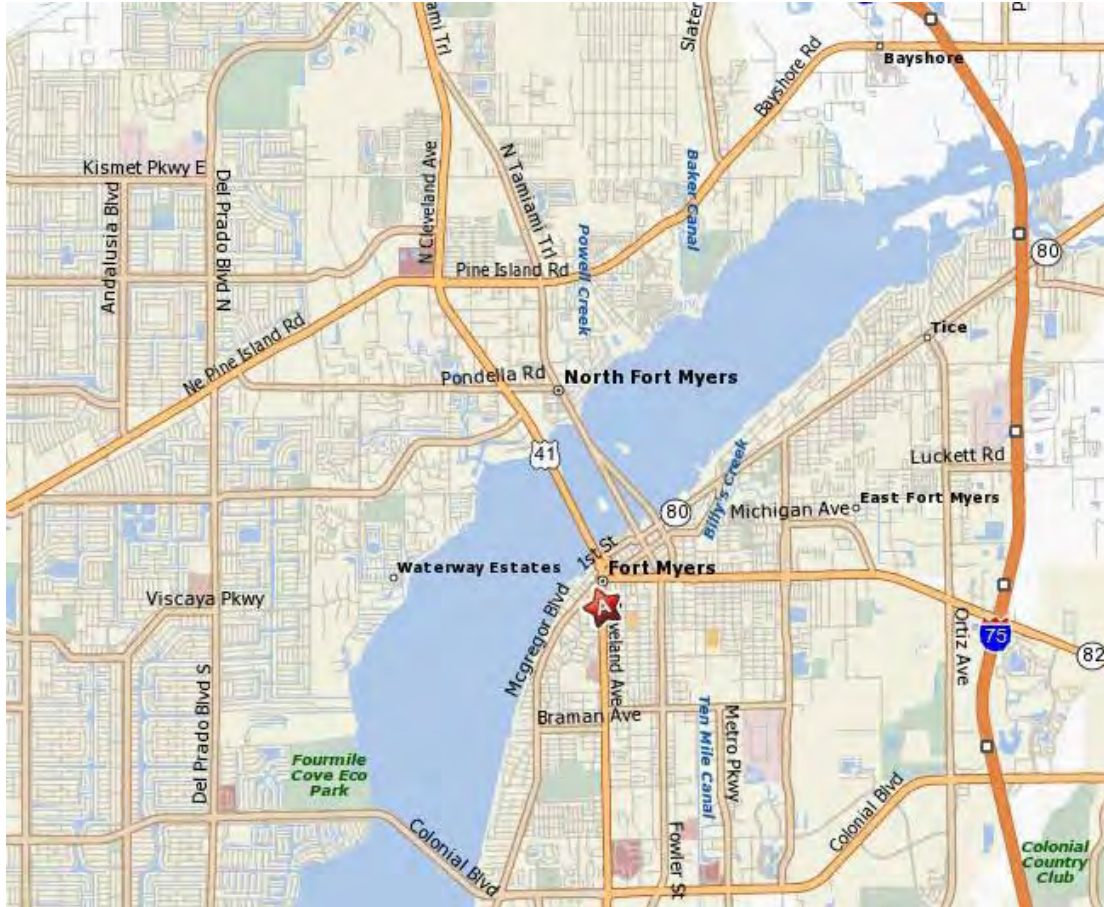 ami Trl
Slater
Bayshore Rd
Bayshore
Kismet Pkwy E
Andalusia Blvd
Del Prado Blvd N
N Cleveland Ave
N Tamiami Trl
Baker Canal
Powell Creek
Pine Island Rd
80
Ne Pine Island Rd
Tice
Pondella Rd
North Fort Myers
41
Luckett Rd
Billy's Creek
80
Michigan Ave
East Fort Myers
1st St
Waterway Estates
Fort Myers
Viscaya Pkwy
Mcgregor Blvd
A
veland Ave
Ortiz Ave
75
82
Del Prado Blvd S
Braman Ave
Ten Mile Canal
Metro Pkwy
Fourmile
Cove Eco
Park
Colonial Blvd
Fowler St
Colonial Blvd
Colonial
Country
Club